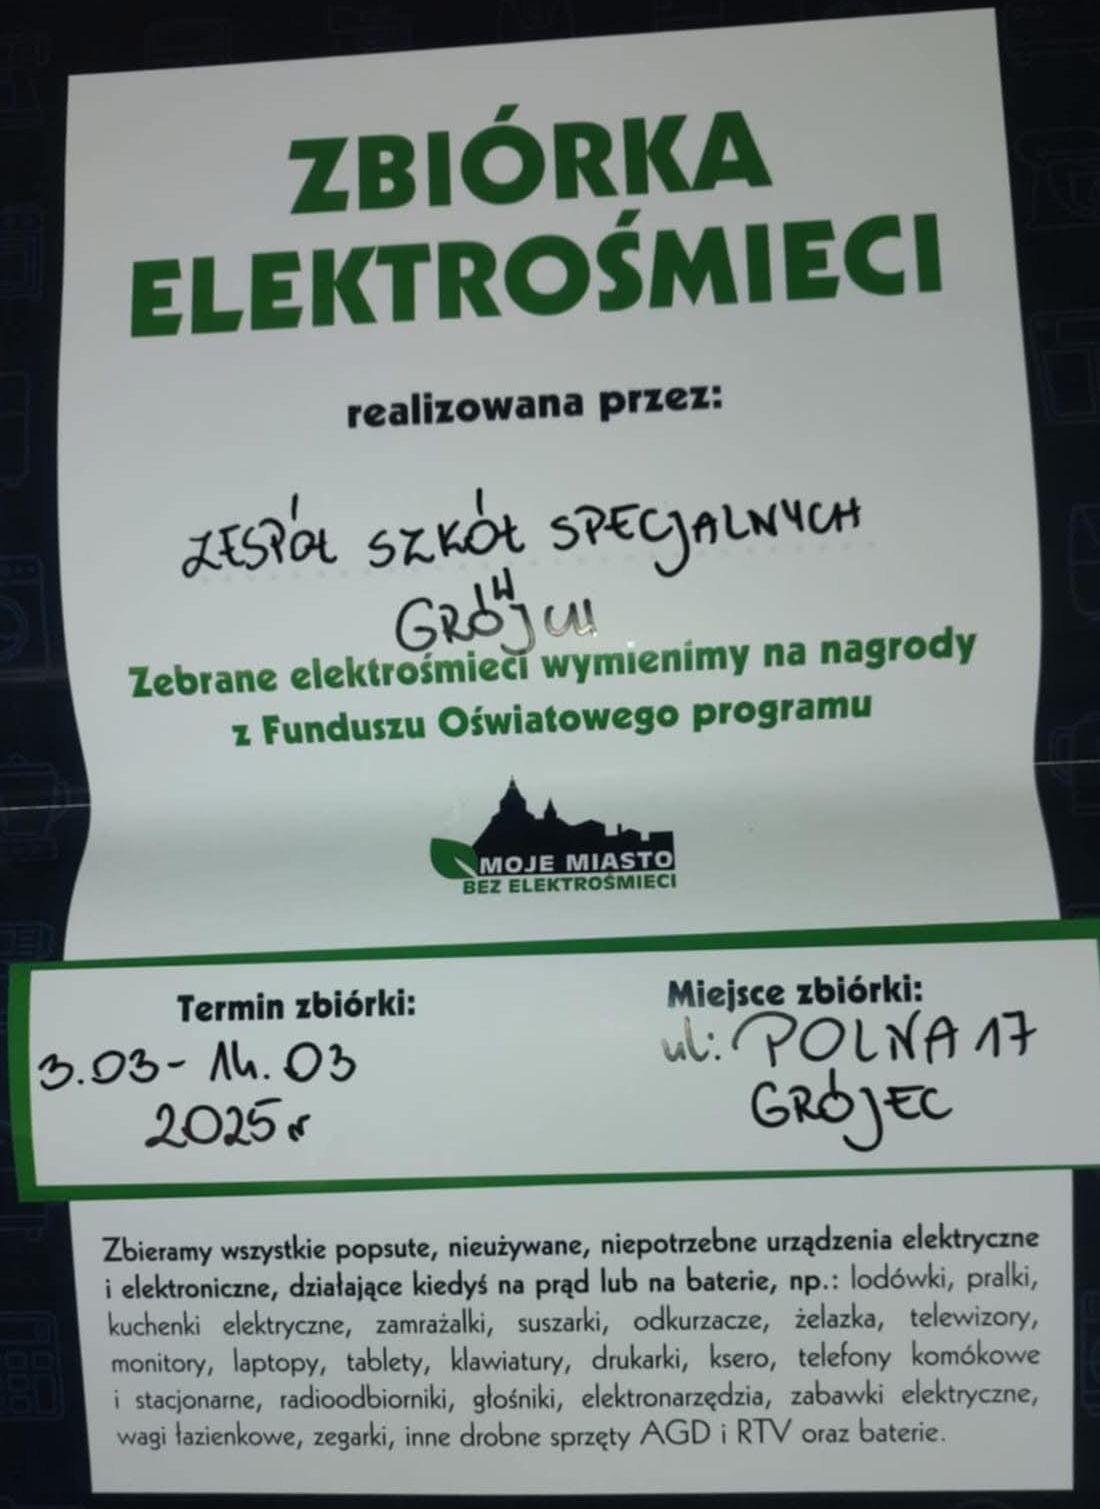 ZBIÓRKA
ELEKTROŚMIECI
realizowana przez:
ZESPÓŁ SZKÓŁ SPECJALNYCH
W
GRÓJCU
Zebrane elektrośmieci wymienimy na nagrody
z Funduszu Oświatowego programu
MOJE MIASTO
BEZ ELEKTROŚMIECI
Termin zbiórki:
3.03- 14.03
2025r
Miejsce zbiórki:
ul: POLNA 17
GRÓJEC
Zbieramy wszystkie popsute, nieużywane, niepotrzebne urządzenia elektryczne
i elektroniczne, działające kiedyś na prąd lub na baterie, np.: lodówki, pralki,
kuchenki elektryczne, zamrażalki, suszarki, odkurzacze, żelazka, telewizory,
monitory, laptopy, tablety, klawiatury, drukarki, ksero, telefony komókowe
i stacjonarne, radioodbiorniki, głośniki, elektronarzędzia, zabawki elektryczne,
wagi łazienkowe, zegarki, inne drobne sprzęty AGD i RTV oraz baterie.